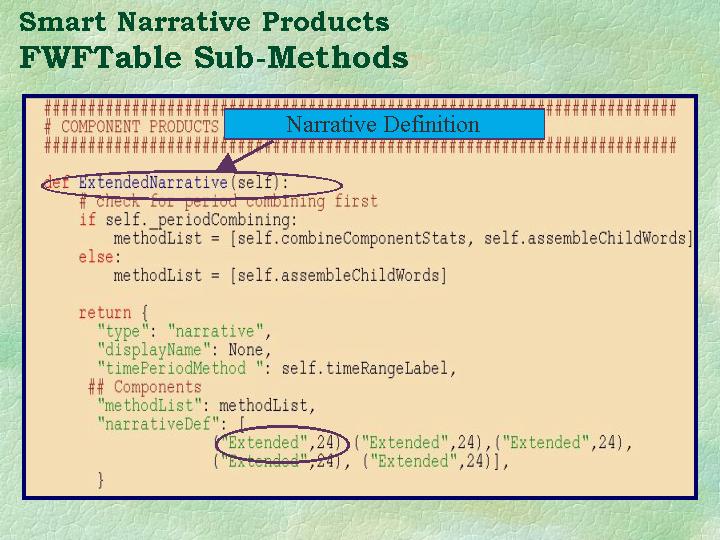 Smart Narrative Products
FWFTable Sub-Methods
########################################################################
# COMPONENT PRODUCTS
Narrative Definition
########################################################################
def ExtendedNarrative(self):
# check for period combining first
if self._periodCombining:
methodList = [self.combineComponentStats, self.assembleChildWords]
else:
methodList = [self.assembleChildWords]
return {
"type": "narrative",
"displayName": None,
"timePeriodMethod ": self.timeRangeLabel,
## Components
"methodList": methodList,
"narrativeDef": [
("Extended",24),("Extended",24),("Extended",24),
("Extended",24), ("Extended",24)],
}